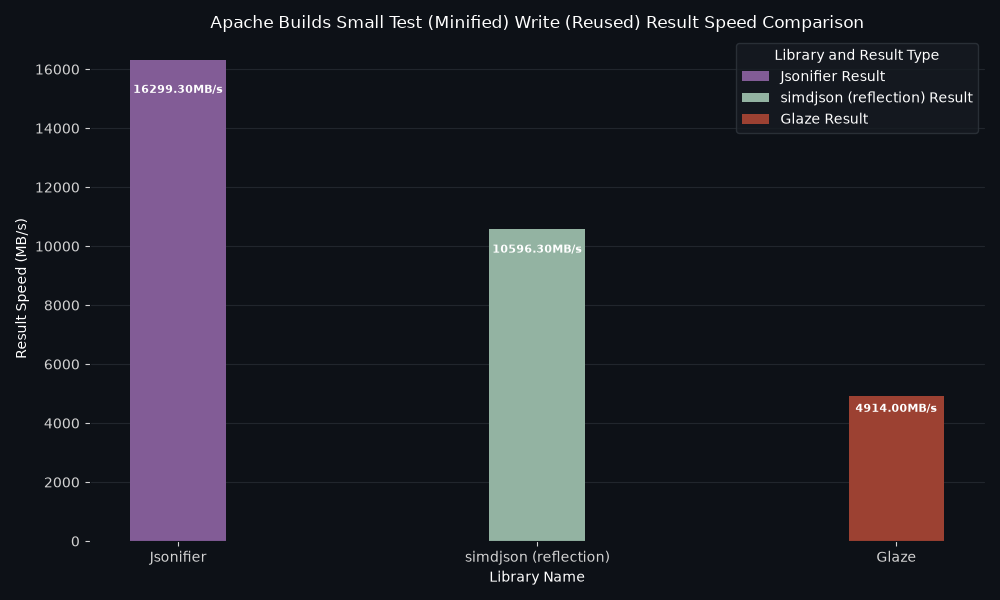 Apache Builds Small Test (Minified) Write (Reused) Result Speed Comparison
Library and Result Type
Jsonifier Result
simdjson (reflection) Result
Glaze Result
Result Speed (MB/s)
16000
14000
12000
10000
8000
6000
4000
2000
0
16299.30MB/s
10596.30MB/s
4914.00MB/s
Jsonifier
simdjson (reflection)
Glaze
Library Name